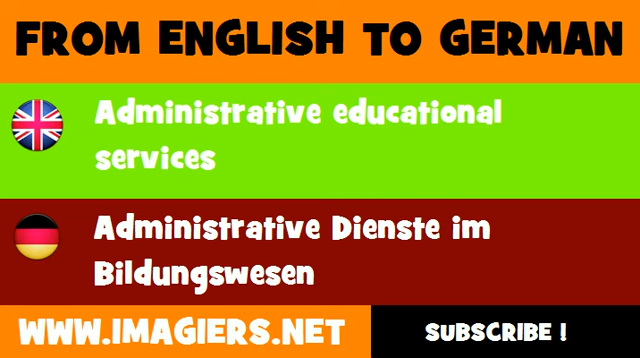 FROM ENGLISH TO GERMAN
Administrative educational
services
Administrative Dienste im
Bildungswesen
WWW.IMAGIERS.NET
SUBSCRIBE !